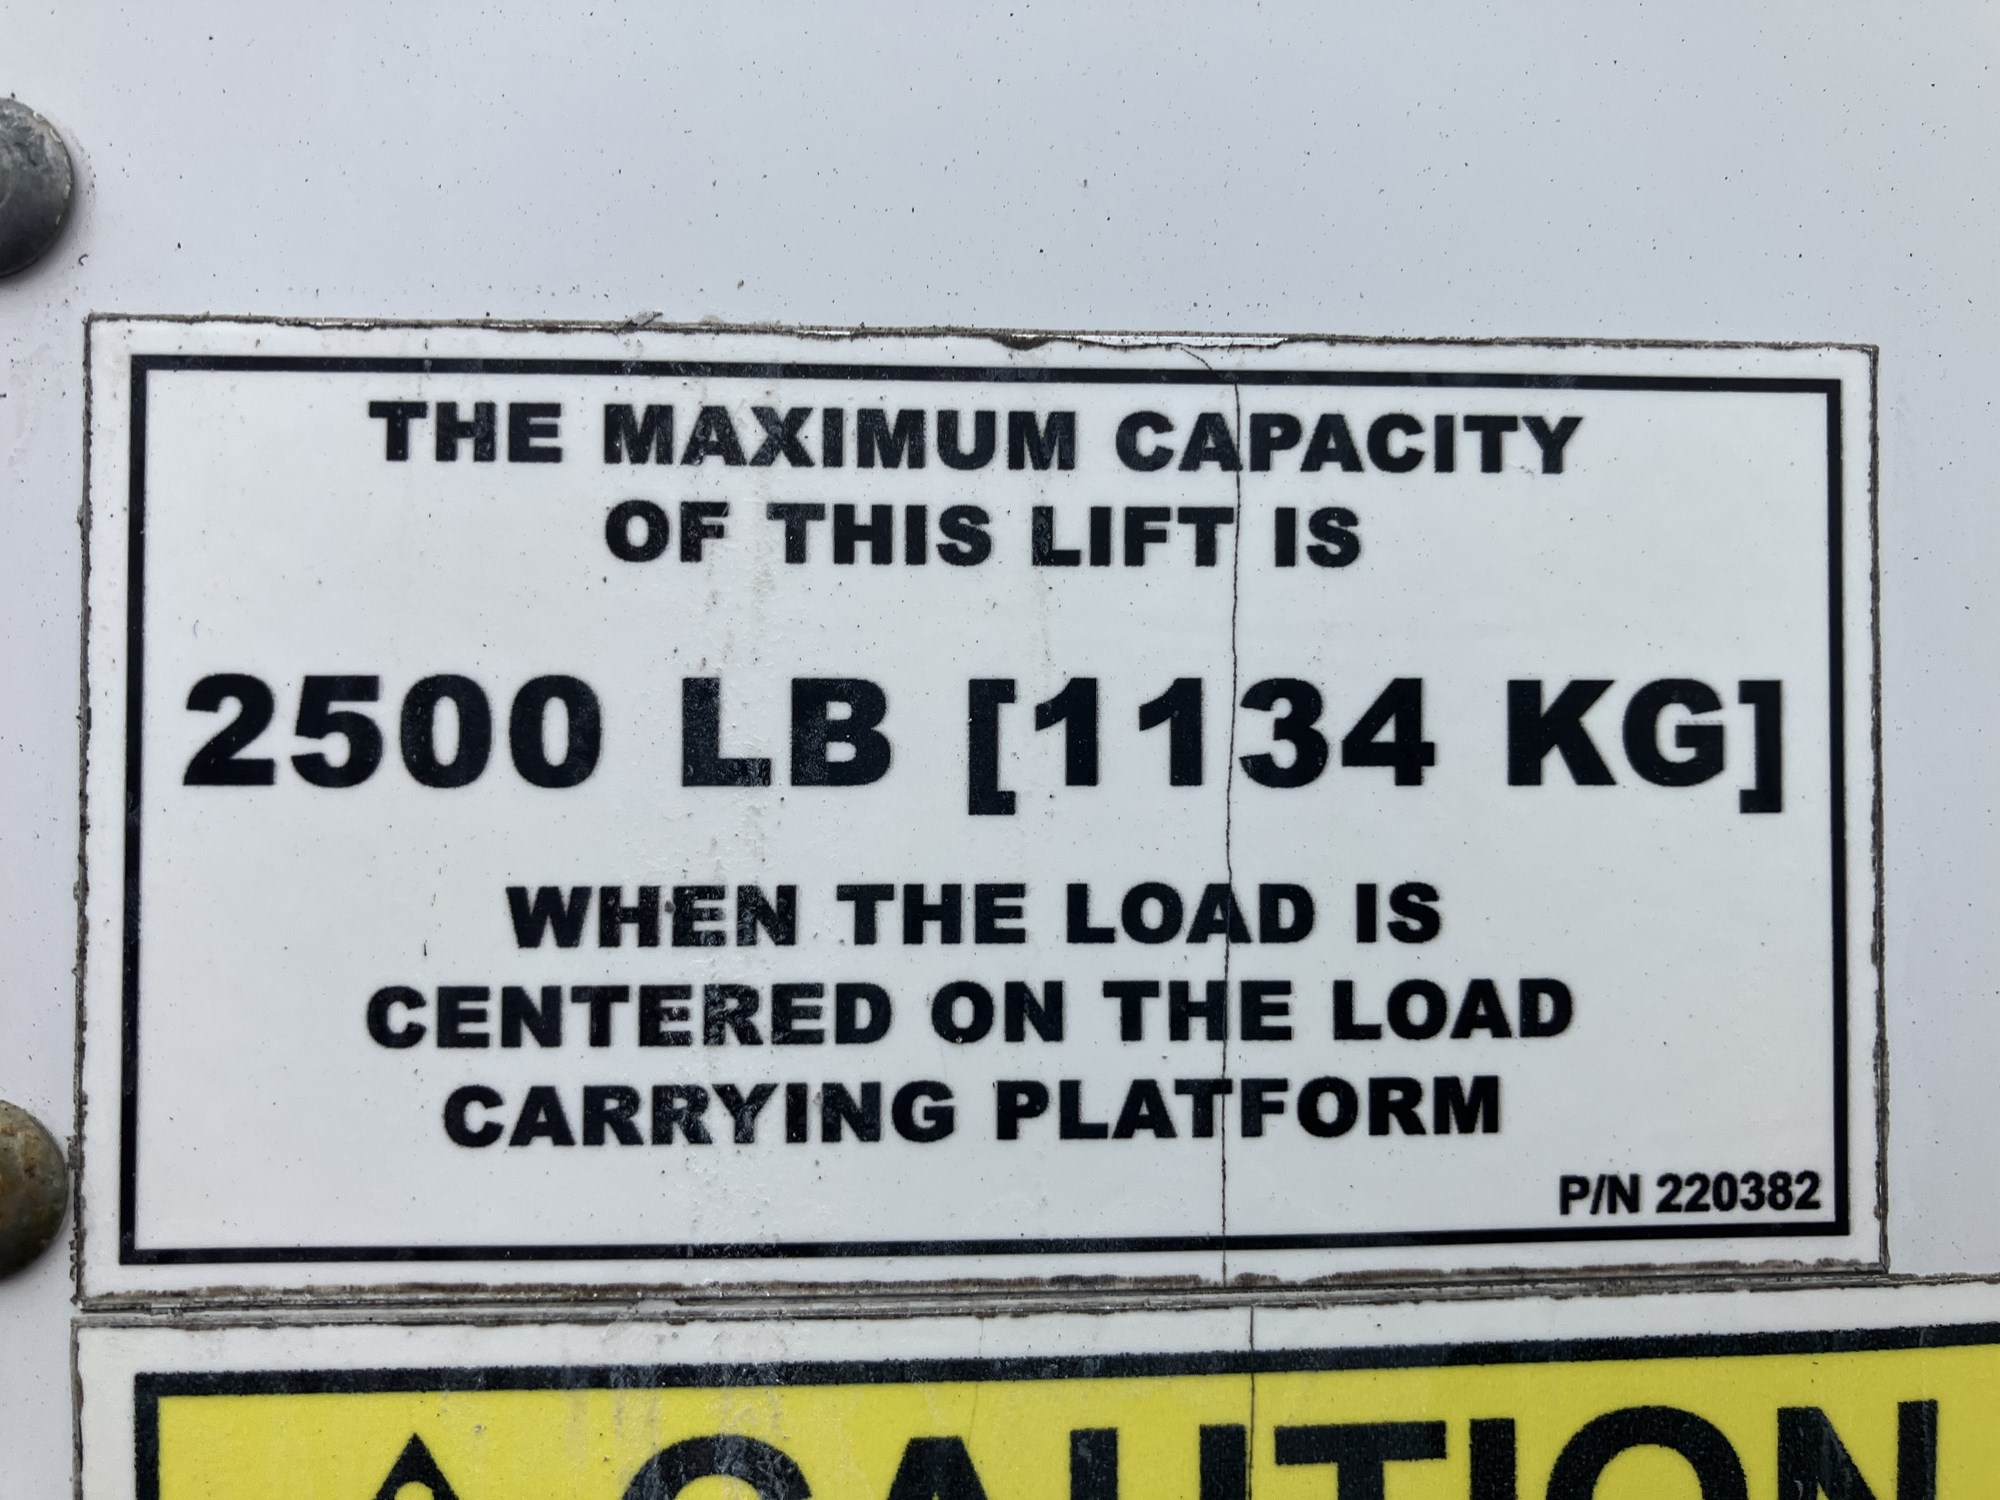 THE MAXIMUM CAPACITY
OF THIS LIFT IS
2500 LB [1134 KG]
WHEN THE LOAD IS
CENTERED ON THE LOAD
CARRYING PLATFORM
P/N 220382
CAUTION